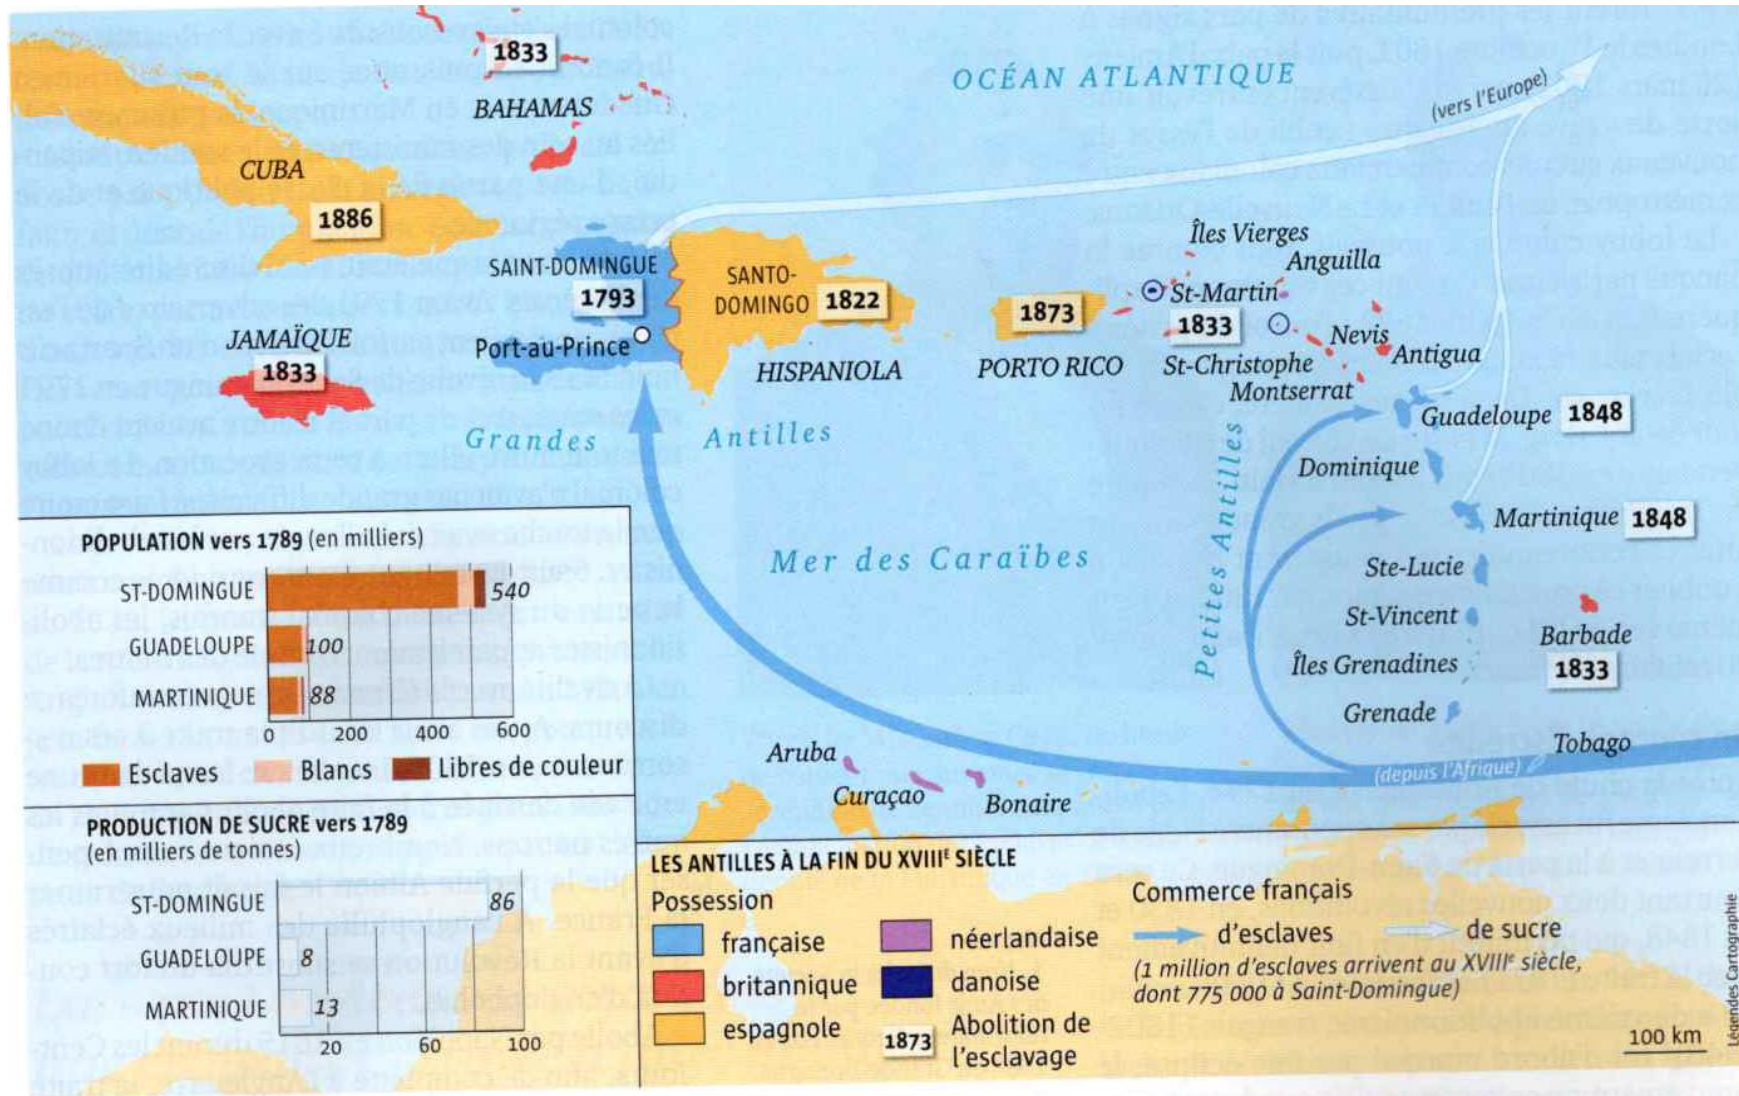 1833
BAHAMAS
OCÉAN ATLANTIQUE
(vers l'Europe)
CUBA
1886
SAINT-DOMINGUE
1793
Port-au-Prince
SANTO-
DOMINGO
1822
HISPANIOLA
JAMAÏQUE
1833
1873
PORTO RICO
Îles Vierges
Anguilla
St-Martin
1833
St-Christophe
Nevis
Antigua
Montserrat
Grandes Antilles
Guadeloupe 1848
Dominique
Petites Antilles
Martinique 1848
Mer des Caraïbes
Ste-Lucie
St-Vincent
Barbade
1833
Îles Grenadines
Grenade
Tobago
(depuis l'Afrique)
Aruba
Curaçao
Bonaire
POPULATION vers 1789 (en milliers)
ST-DOMINGUE 540
GUADELOUPE 100
MARTINIQUE 88
0 200 400 600
Esclaves Blancs Libres de couleur
PRODUCTION DE SUCRE vers 1789
(en milliers de tonnes)
ST-DOMINGUE 86
GUADELOUPE 8
MARTINIQUE 13
20 60 100
LES ANTILLES À LA FIN DU XVIIIE SIÈCLE
Possession
française
britannique
espagnole
néerlandaise
danoise
1873 Abolition de
l'esclavage
Commerce français
d'esclaves de sucre
(1 million d'esclaves arrivent au XVIIIe siècle,
dont 775 000 à Saint-Domingue)
100 km
Légendes Cartographie